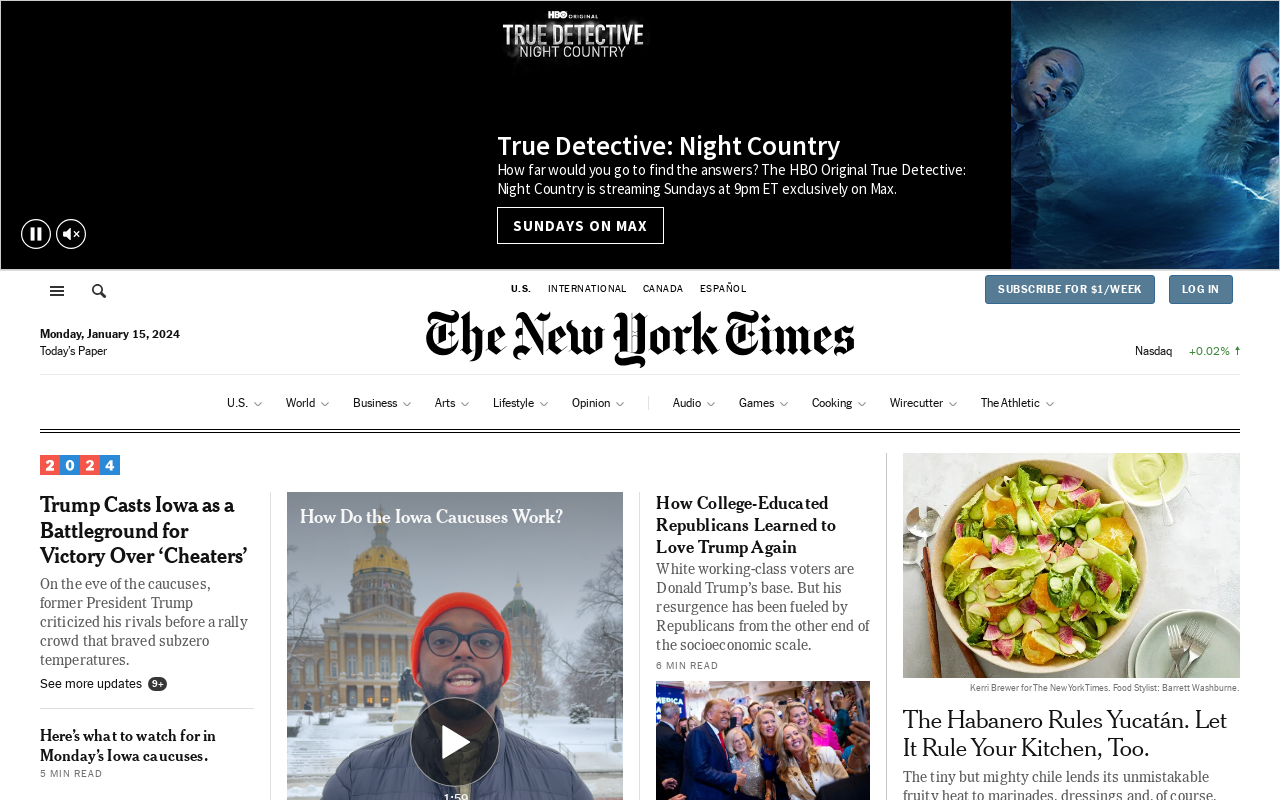 HBO ORIGINAL
TRUE DETECTIVE
NIGHT COUNTRY
True Detective: Night Country
How far would you go to find the answers? The HBO Original True Detective:
Night Country is streaming Sundays at 9pm ET exclusively on Max.
SUNDAYS ON MAX
U.S. INTERNATIONAL CANADA ESPAÑOL
SUBSCRIBE FOR $1/WEEK LOG IN
The New York Times
Monday, January 15, 2024
Today's Paper
Nasdaq +0.02%
U.S. World Business Arts Lifestyle Opinion Audio Games Cooking Wirecutter The Athletic
2024
Trump Casts Iowa as a
Battleground for
Victory Over ‘Cheaters’
On the eve of the caucuses,
former President Trump
criticized his rivals before a rally
crowd that braved subzero
temperatures.
See more updates 9+
Here’s what to watch for in
Monday’s Iowa caucuses.
5 MIN READ
How Do the Iowa Caucuses Work?
1:59
How College-Educated
Republicans Learned to
Love Trump Again
White working-class voters are
Donald Trump’s base. But his
resurgence has been fueled by
Republicans from the other end of
the socioeconomic scale.
6 MIN READ
Kerri Brewer for The New York Times. Food Stylist: Barrett Washburne.
The Habanero Rules Yucatán. Let
It Rule Your Kitchen, Too.
The tiny but mighty chile lends its unmistakable
fruity heat to marinades, dressings and, of course,